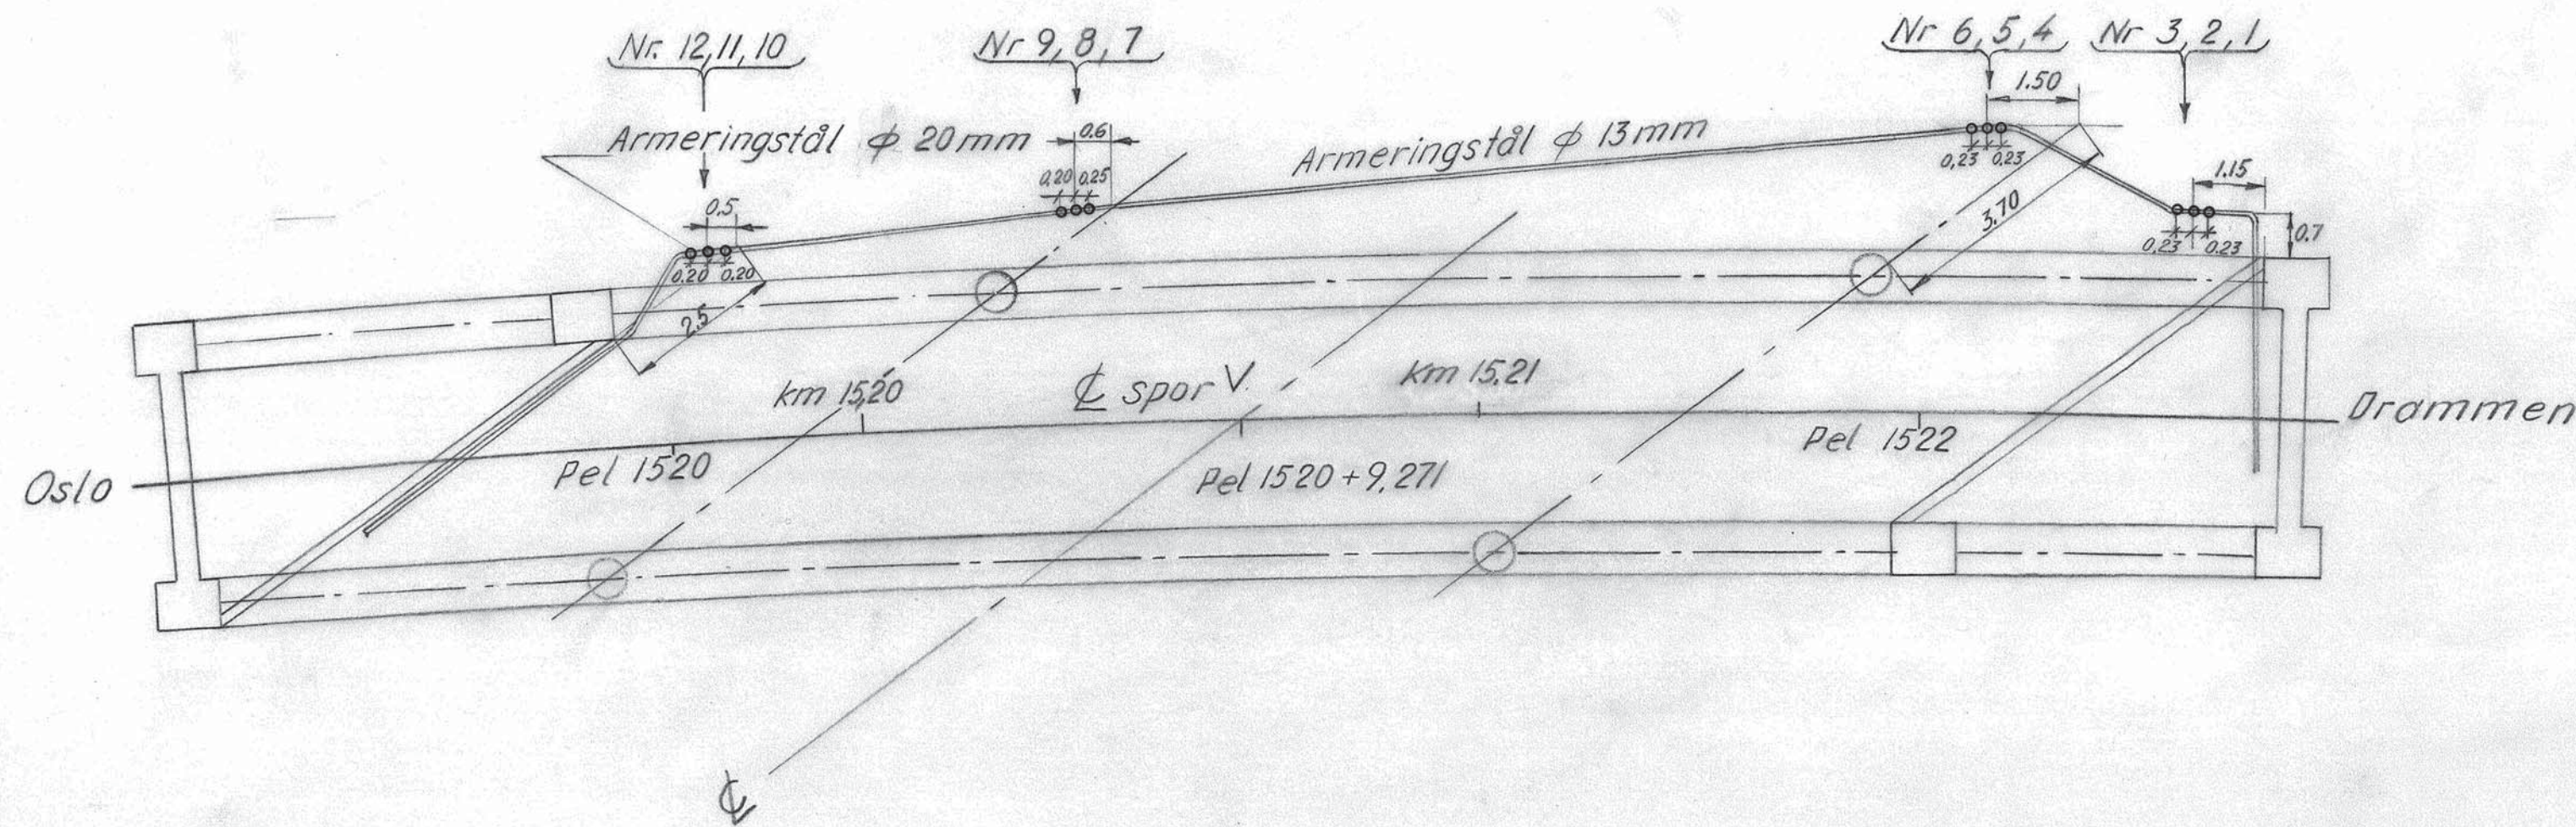 Nr. 12, 11, 10
Nr 9, 8, 7
Nr 6, 5, 4
Nr 3, 2, 1
1.50
Armeringstål ϕ 20 mm
0.6
Armeringstål ϕ 13 mm
0,23 0.23
0,20 0.25
1.15
0.5
3.70
0,20 0,20
0,23 0,23
0.7
2.5
km 15,20
℄ spor V.
km 15,21
Drammen
Pel 1520
Pel 1520 + 9,271
Pel 1522
Oslo
℄